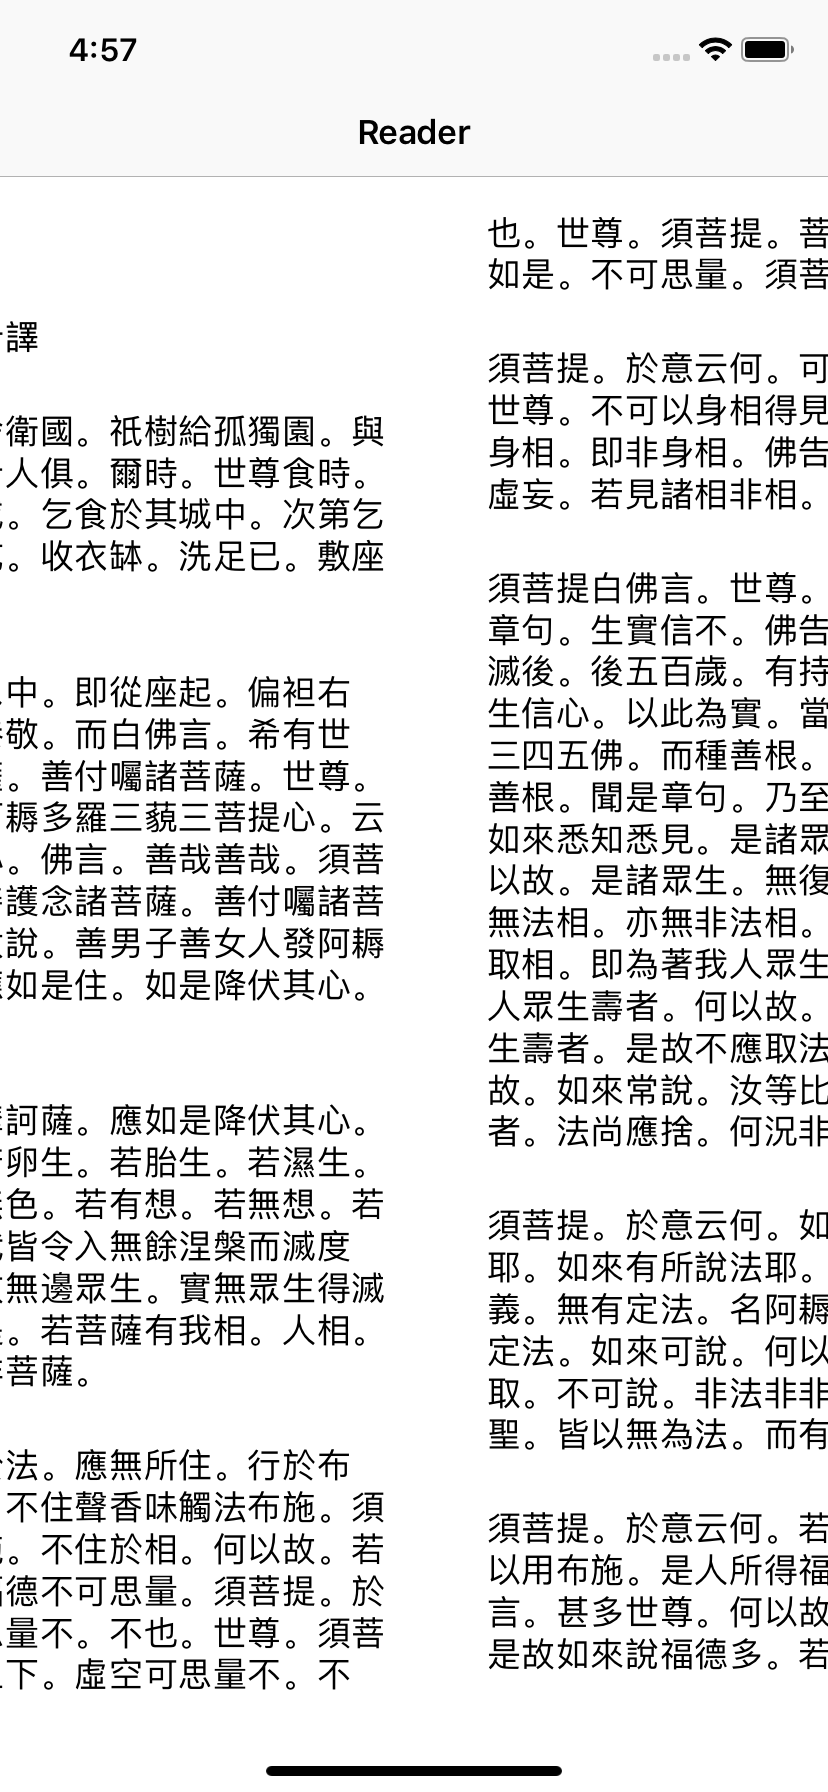 4:57
Reader
譯
衛國。祇樹給孤獨園。與
人俱。爾時。世尊食時。
。乞食於其城中。次第乞
。收衣缽。洗足已。敷座
中。即從座起。偏袒右
敬。而白佛言。希有世
。善付囑諸菩薩。世尊。
耨多羅三藐三菩提心。云
。佛言。善哉善哉。須菩
護念諸菩薩。善付囑諸菩
說。善男子善女人發阿耨
如是住。如是降伏其心。
訶薩。應如是降伏其心。
卵生。若胎生。若濕生。
色。若有想。若無想。若
皆令入無餘涅槃而滅度
無邊眾生。實無眾生得滅
。若菩薩有我相。人相。
菩薩。
法。應無所住。行於布
不住聲香味觸法布施。須
。不住於相。何以故。若
德不可思量。須菩提。於
量不。不也。世尊。須菩
下。虛空可思量不。不
也。世尊。須菩提。菩
如是。不可思量。須菩
須菩提。於意云何。可
世尊。不可以身相得見
身相。即非身相。佛告
虛妄。若見諸相非相。
須菩提白佛言。世尊。
章句。生實信不。佛告
滅後。後五百歲。有持
生信心。以此為實。當
三四五佛。而種善根。
善根。聞是章句。乃至
如來悉知悉見。是諸眾
以故。是諸眾生。無復
無法相。亦無非法相。
取相。即為著我人眾生
人眾生壽者。何以故。
生壽者。是故不應取法
故。如來常說。汝等比
者。法尚應捨。何況非
須菩提。於意云何。如
耶。如來有所說法耶。
義。無有定法。名阿耨
定法。如來可說。何以
取。不可說。非法非非
聖。皆以無為法。而有
須菩提。於意云何。若
以用布施。是人所得福
言。甚多世尊。何以故
是故如來說福德多。若